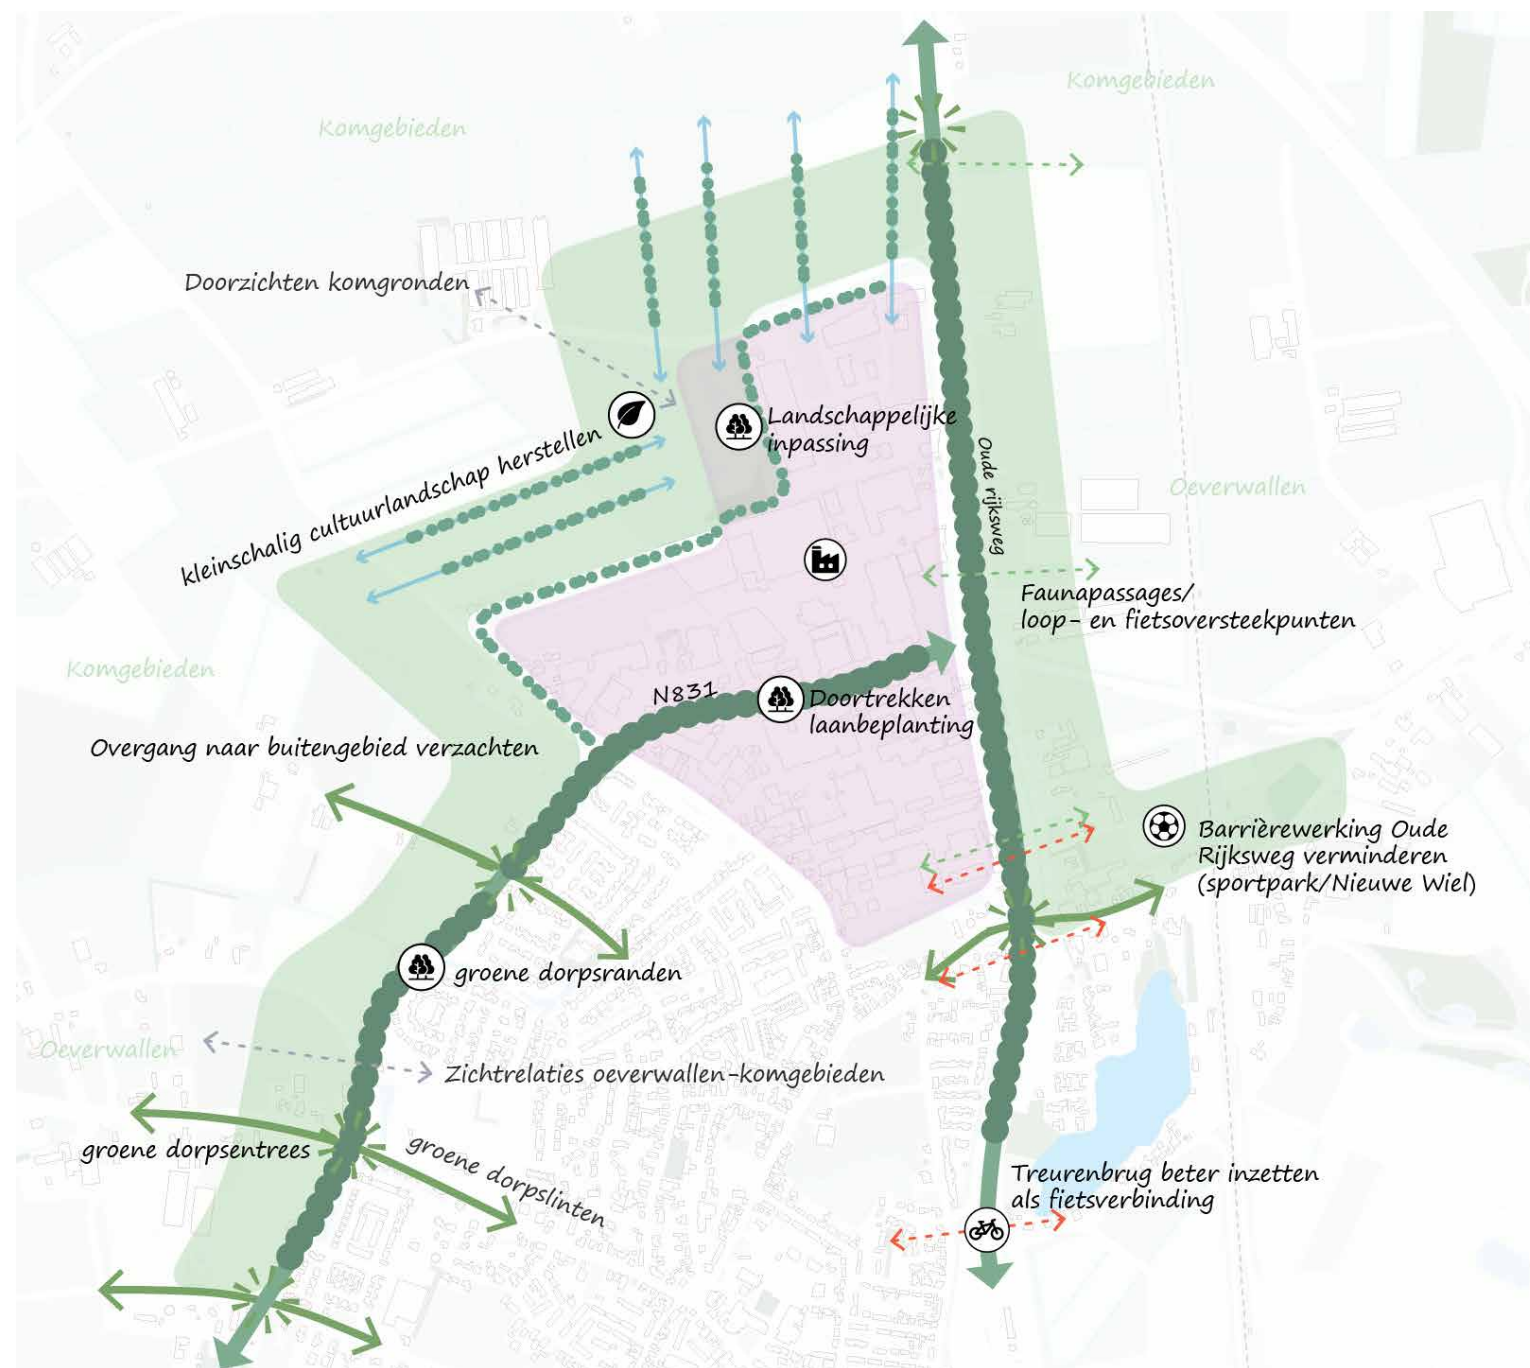 Komgebieden
Komgebieden
Doorzichten komgronden
Landschappelijke
inpassing
kleinschalig cultuurlandschap herstellen
Oude rijksweg
Oeverwallen
Faunapassages/
loop- en fietsoversteekpunten
Komgebieden
N831
Doortrekken
laanbeplanting
Overgang naar buitengebied verzachten
Barrièrewerking Oude
Rijksweg verminderen
(sportpark/Nieuwe Wiel)
groene dorpsranden
Oeverwallen
Zichtrelaties oeverwallen-komgebieden
groene dorpsentrees
groene dorpslinten
Treurenbrug beter inzetten
als fietsverbinding